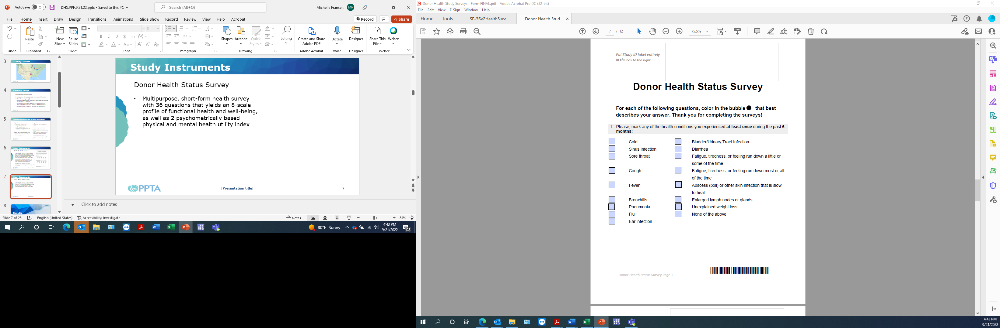 AutoSave Off DHS.PPF.9.21.22.pptx • Saved to this PC Search (Alt+Q) Michelle Fransen MF
File Home Insert Draw Design Transitions Animations Slide Show Record Review View Help Acrobat Record Share
Paste New Slide Reuse Slides Shapes Arrange Quick Styles Editing Create and Share Adobe PDF Dictate Designer Share This File Webex
8
B I U S ab AV
Aa A A
Undo Clipboard Slides Font Paragraph Drawing Adobe Acrobat Voice Designer Webex
3
14 Study Locations
4
Frequency Groups
5
6
Study Instruments
7
Study Instruments
8
Results
Study Instruments
Donor Health Status Survey
• Multipurpose, short-form health survey
with 36 questions that yields an 8-scale
profile of functional health and well-being,
as well as 2 psychometrically based
physical and mental health utility index
PPTA
[Presentation title]
7
• Click to add notes
Slide 7 of 23 English (United States) Accessibility: Investigate Notes 84%
80°F Sunny 4:43 PM
9/21/2022
23
Donor Health Study Surveys - Form FINAL.pdf - Adobe Acrobat Pro DC (32-bit)
File Edit View E-Sign Window Help
Home Tools SF-36v2HealthSurv... Donor Health Stud... ×
7 / 12 75.5%
Put Study ID label entirely
in the box to the right.
Donor Health Status Survey
For each of the following questions, color in the bubble that best
describes your answer. Thank you for completing the surveys!
1. Please, mark any of the health conditions you experienced at least once during the past 6
months:
Cold Bladder/Urinary Tract Infection
Sinus Infection Diarrhea
Sore throat Fatigue, tiredness, or feeling run down a little or
some of the time
Cough Fatigue, tiredness, or feeling run down most or all
of the time
Fever Abscess (boil) or other skin infection that is slow
to heal
Bronchitis Enlarged lymph nodes or glands
Pneumonia Unexplained weight loss
Flu None of the above
Ear infection
Donor Health Status Survey Page 1
4:43 PM
9/21/2022